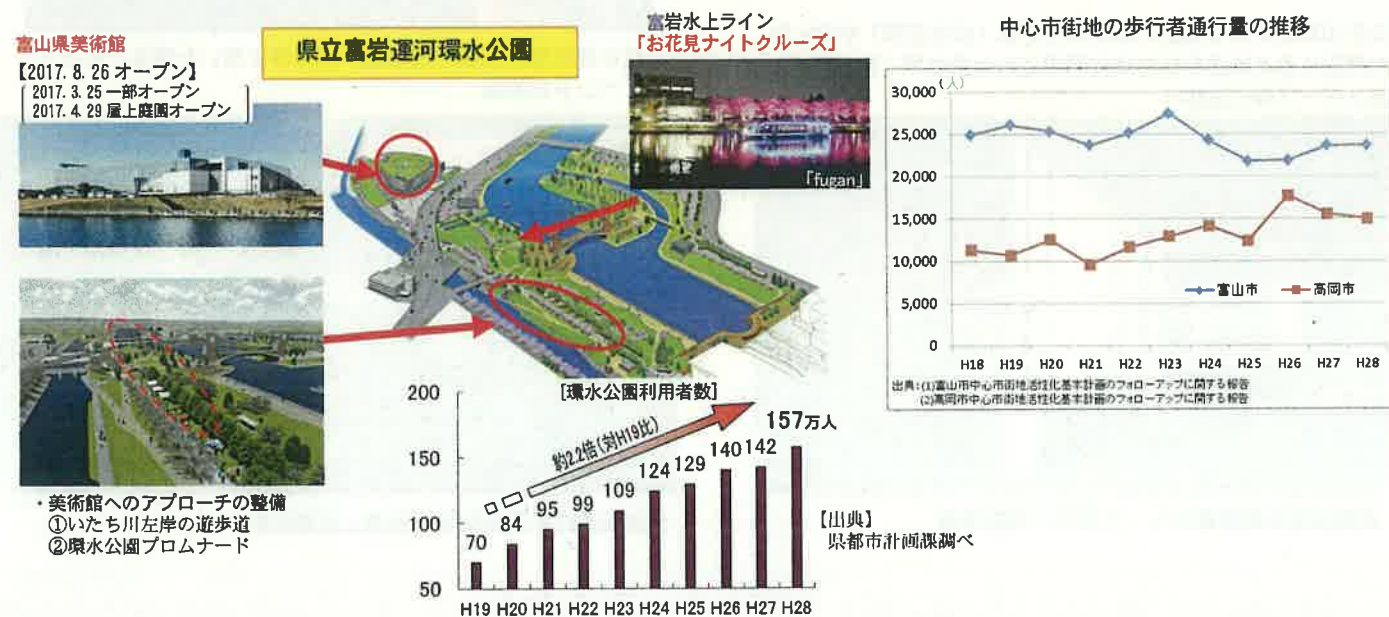 富山県美術館
【2017. 8. 26 オープン】
2017. 3. 25 一部オープン
2017. 4. 29 屋上庭園オープン
県立富岩運河環水公園
富岩水上ライン
「お花見ナイトクルーズ」
「fugan」
・美術館へのアプローチの整備
①いたち川左岸の遊歩道
②環水公園プロムナード
[環水公園利用者数]
約2.2倍(対H19比)
200
150
100
50
70
84
95
99
109
124
129
140
142
157万人
H19 H20 H21 H22 H23 H24 H25 H26 H27 H28
【出典】
県都市計画課調べ
中心市街地の歩行者通行量の推移
(人)
30,000
25,000
20,000
15,000
10,000
5,000
0
富山市 高岡市
H18 H19 H20 H21 H22 H23 H24 H25 H26 H27 H28
出典:(1)富山市中心市街地活性化基本計画のフォローアップに関する報告
(2)高岡市中心市街地活性化基本計画のフォローアップに関する報告